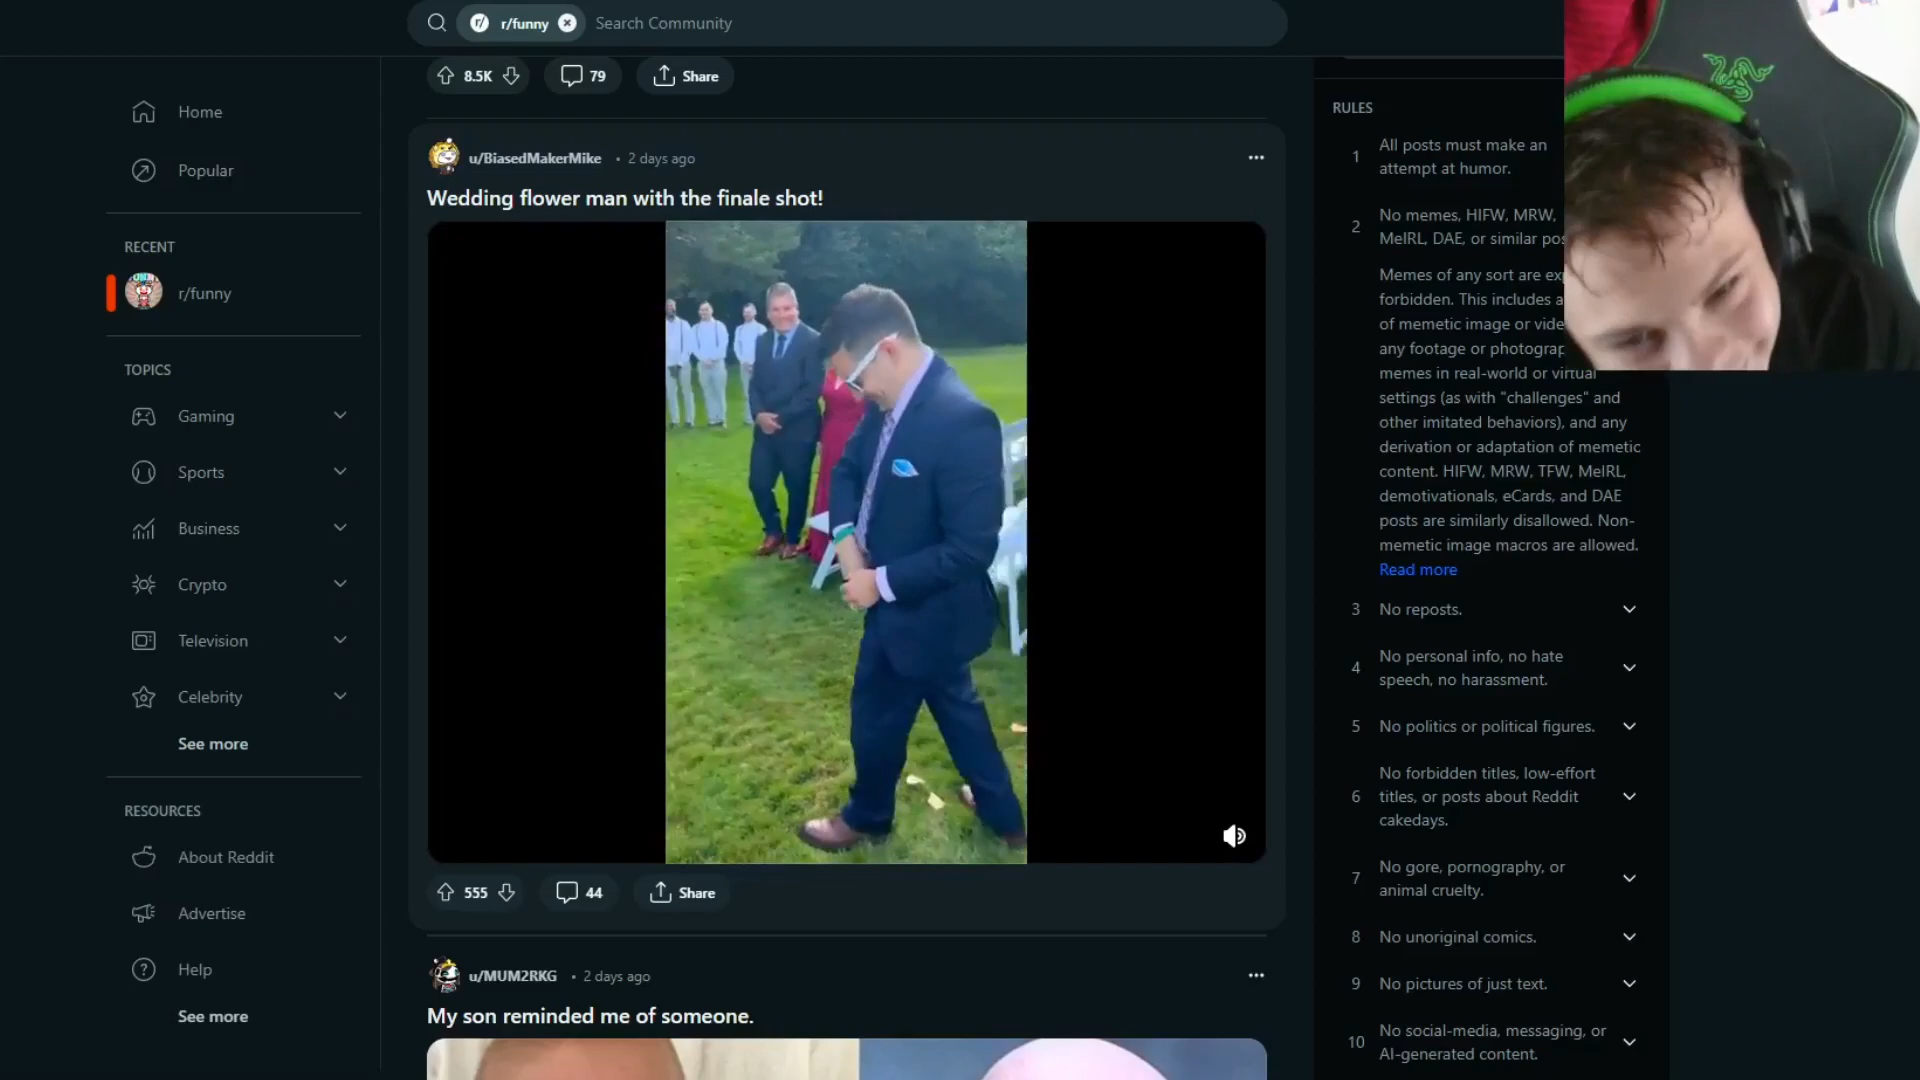 r/funny
Search Community
8.5K
79
Share
Home
Popular
RECENT
r/funny
TOPICS
Gaming
Sports
Business
Crypto
Television
Celebrity
See more
RESOURCES
About Reddit
Advertise
Help
See more
u/BiasedMakerMike • 2 days ago
Wedding flower man with the finale shot!
555
44
Share
u/MUM2RKG • 2 days ago
My son reminded me of someone.
RULES
1
All posts must make an
attempt at humor.
2
No memes, HIFW, MRW,
MeIRL, DAE, or similar
Memes of any sort are
forbidden. This includes
of memetic image or
any footage or
memes in real-world or virtual
settings (as with "challenges" and
other imitated behaviors), and any
derivation or adaptation of memetic
content. HIFW, MRW, TFW, MeIRL,
demotivationals, eCards, and DAE
posts are similarly disallowed. Non-
memetic image macros are allowed.
Read more
3
No reposts.
4
No personal info, no hate
speech, no harassment.
5
No politics or political figures.
6
No forbidden titles, low-effort
titles, or posts about Reddit
cakedays.
7
No gore, pornography, or
animal cruelty.
8
No unoriginal comics.
9
No pictures of just text.
10
No social-media, messaging, or
AI-generated content.